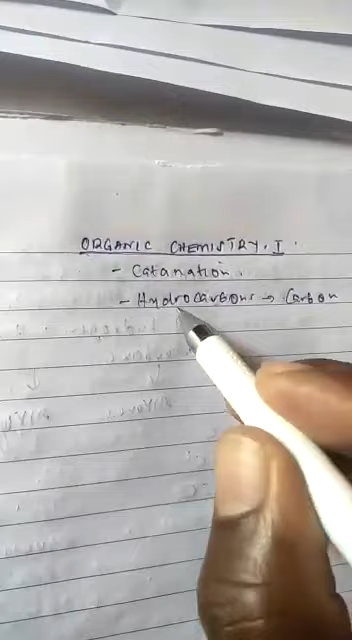 ORGANIC CHEMISTRY. I.
- Catanation.
- Hydrocarbons → Carbon